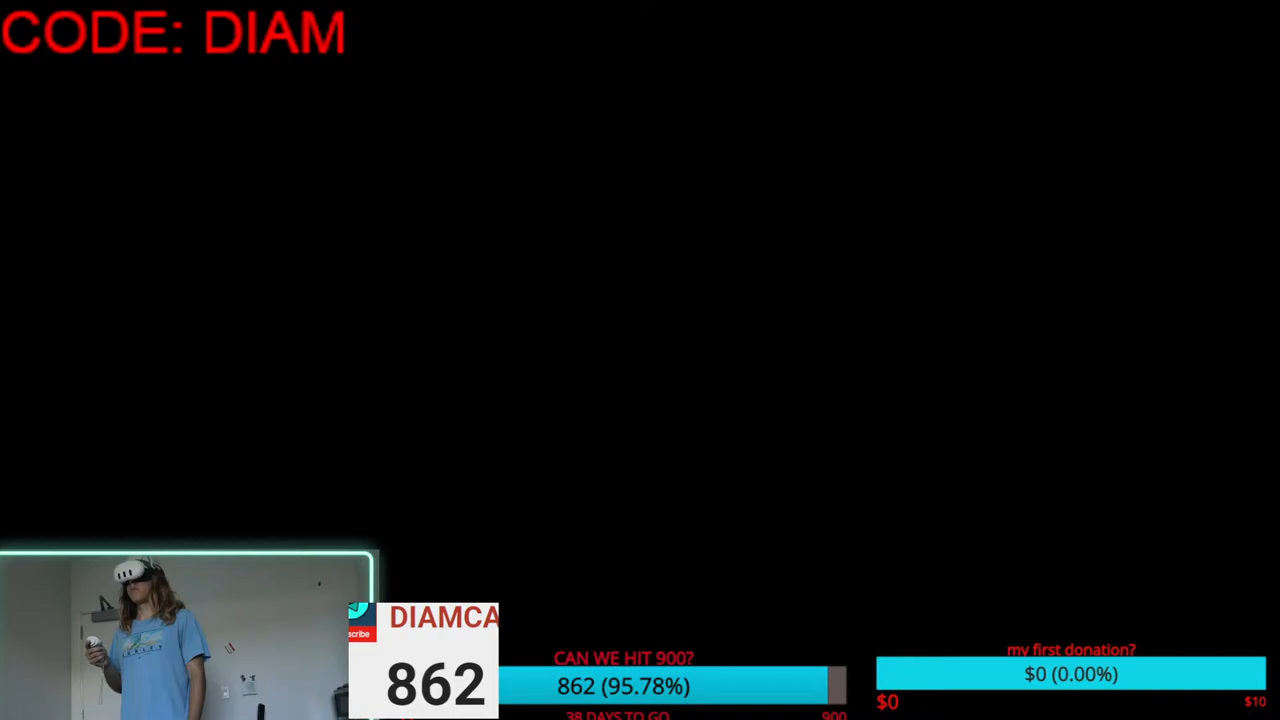 CODE: DIAM
scribe
DIAMCA
862
CAN WE HIT 900?
862 (95.78%)
38 DAYS TO GO
900
my first donation?
$0 (0.00%)
$0
$10